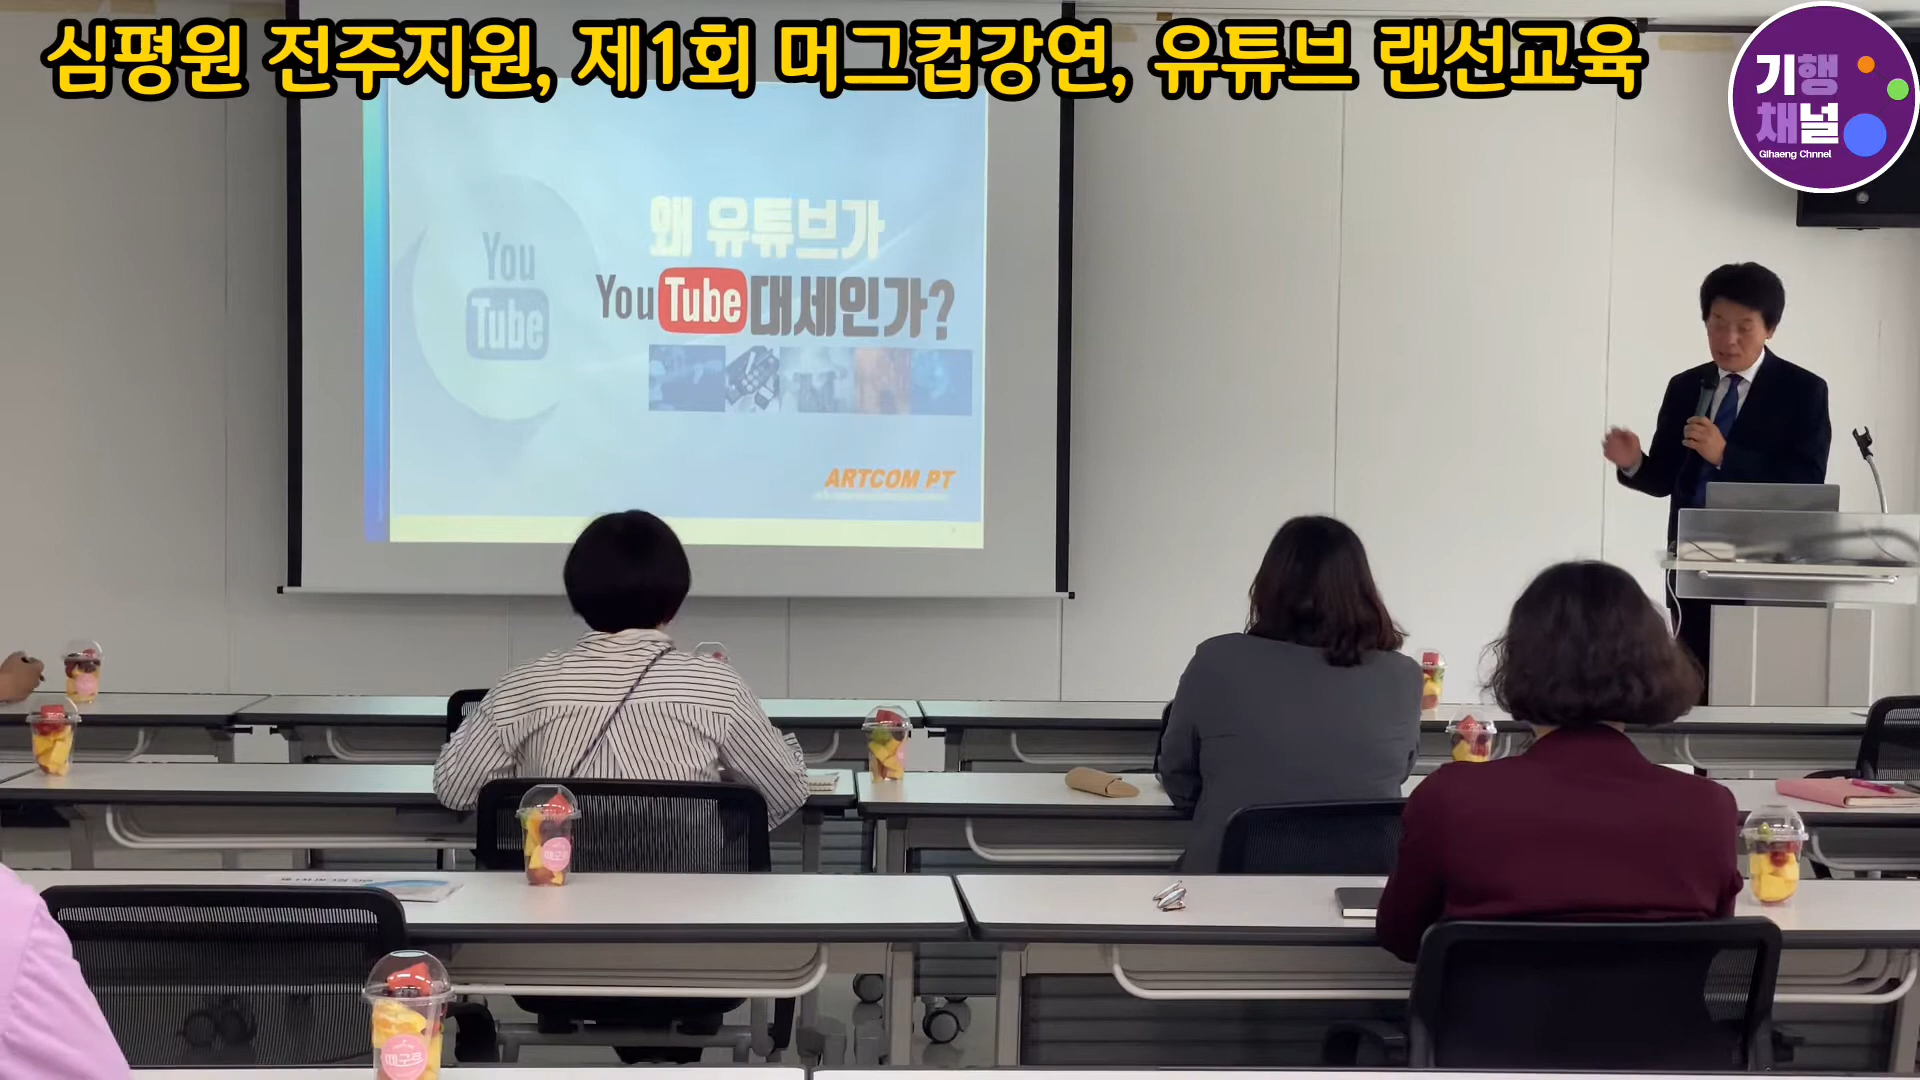 심평원 전주지원, 제1회 머그컵강연, 유튜브 랜선교육
기행
채널
Gihaeng Chnnel
왜 유튜브가
YouTube대세인가?
You
Tube
ARTCOM PT